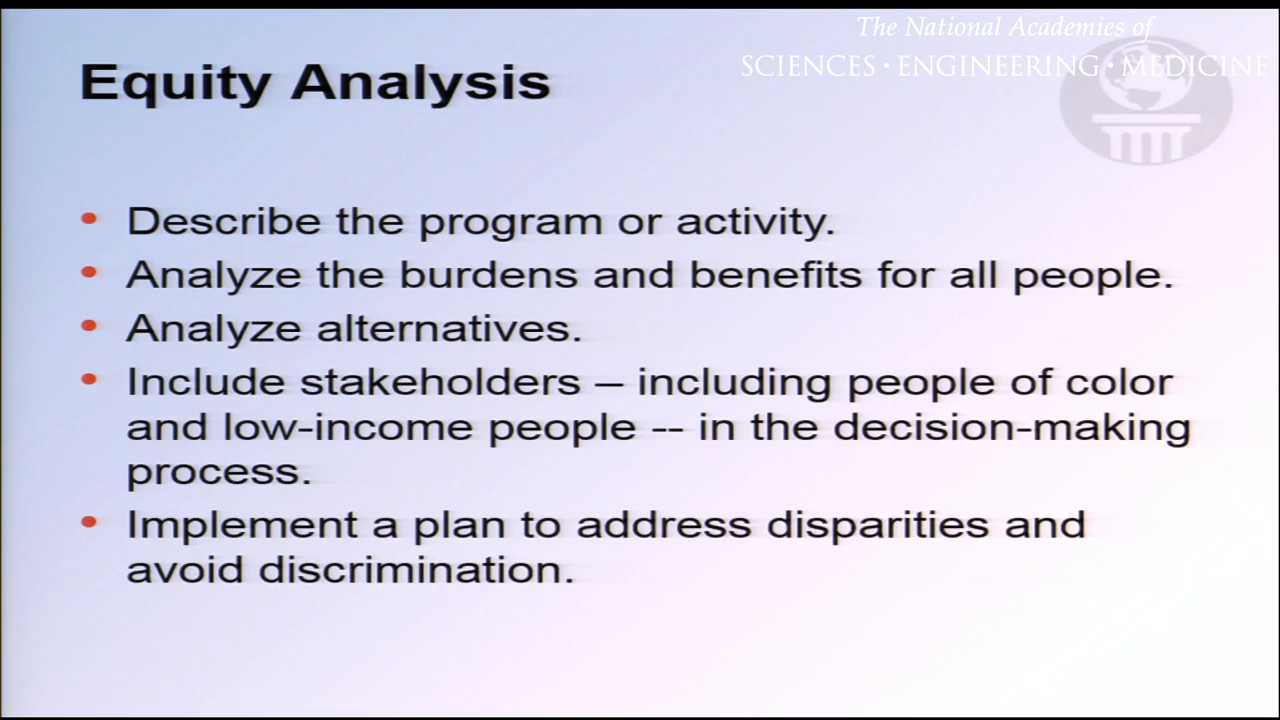 The National Academies of
SCIENCES · ENGINEERING · MEDICINE
Equity Analysis
• Describe the program or activity.
• Analyze the burdens and benefits for all people.
• Analyze alternatives.
• Include stakeholders – including people of color
and low-income people -- in the decision-making
process.
• Implement a plan to address disparities and
avoid discrimination.